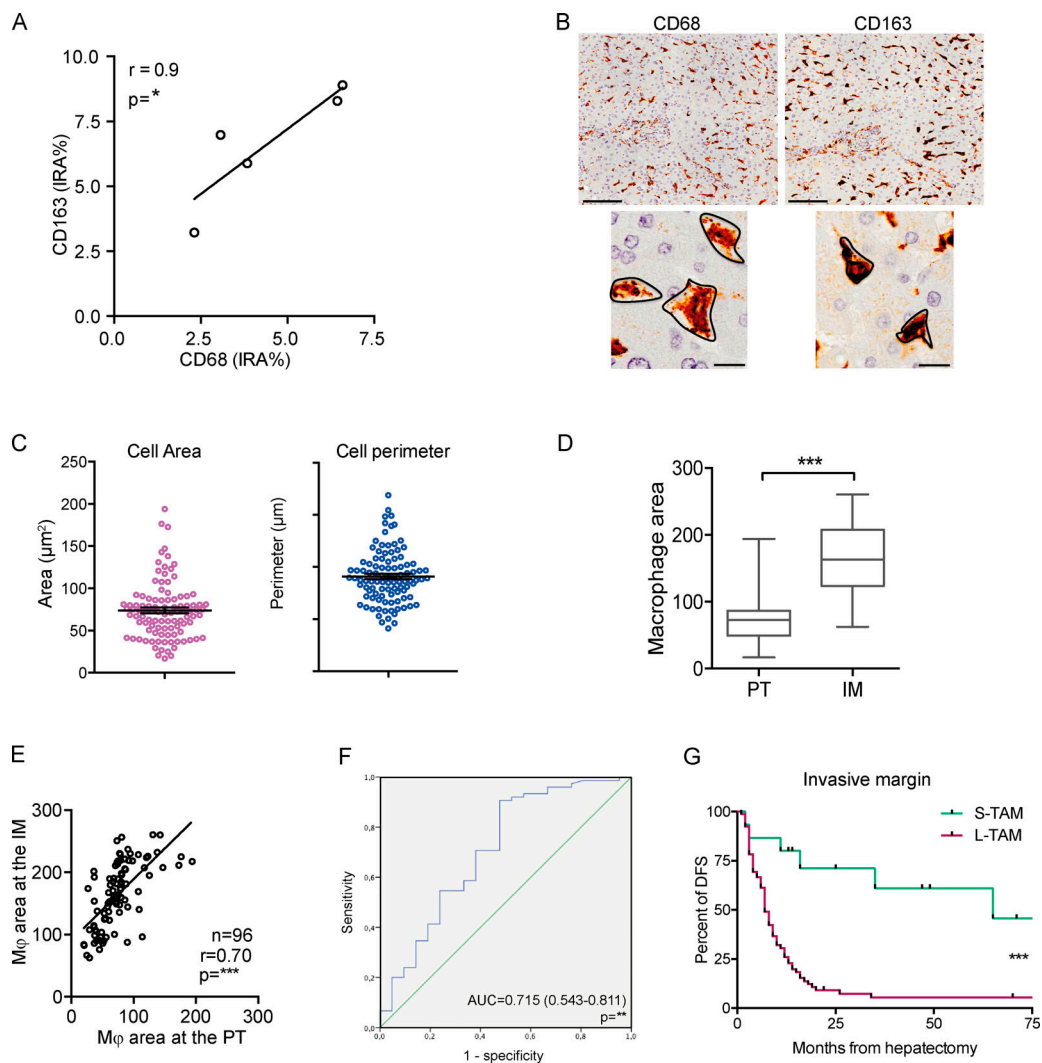 A
r = 0.9
p=*
CD163 (IRA%)
10.0
7.5
5.0
2.5
0.0
0.0 2.5 5.0 7.5
CD68 (IRA%)
B
CD68 CD163
C
Cell Area
Area (µm²)
250
200
150
100
50
0
Cell perimeter
Perimeter (µm)
D
***
Macrophage area
300
200
100
0
PT IM
E
Mφ area at the IM
300
200
100
0
n=96
r=0.70
p=***
0 100 200 300
Mφ area at the PT
F
Sensitivity
1,0
0,8
0,6
0,4
0,2
0,0
AUC=0.715 (0.543-0.811)
p=**
0,0 0,2 0,4 0,6 0,8 1,0
1 - specificity
G
Invasive margin
S-TAM
L-TAM
Percent of DFS
100
75
50
25
0
***
0 25 50 75
Months from hepatectomy